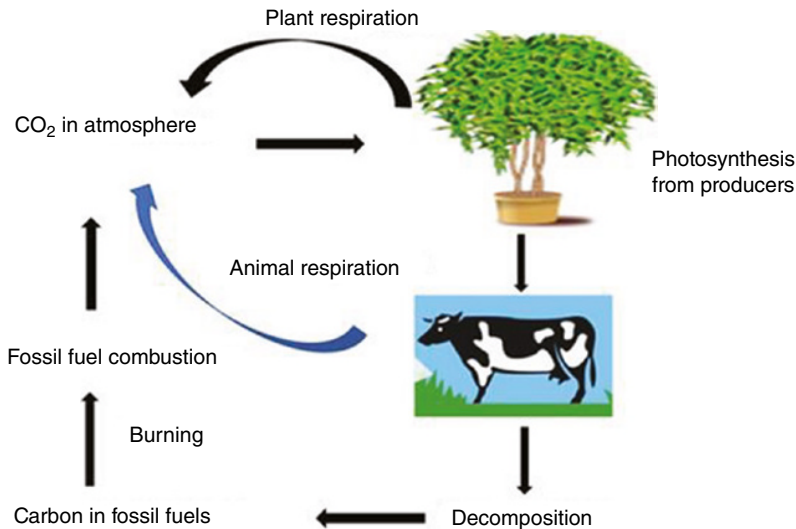 Plant respiration
CO₂ in atmosphere
Photosynthesis
from producers
Animal respiration
Fossil fuel combustion
Burning
Carbon in fossil fuels
Decomposition